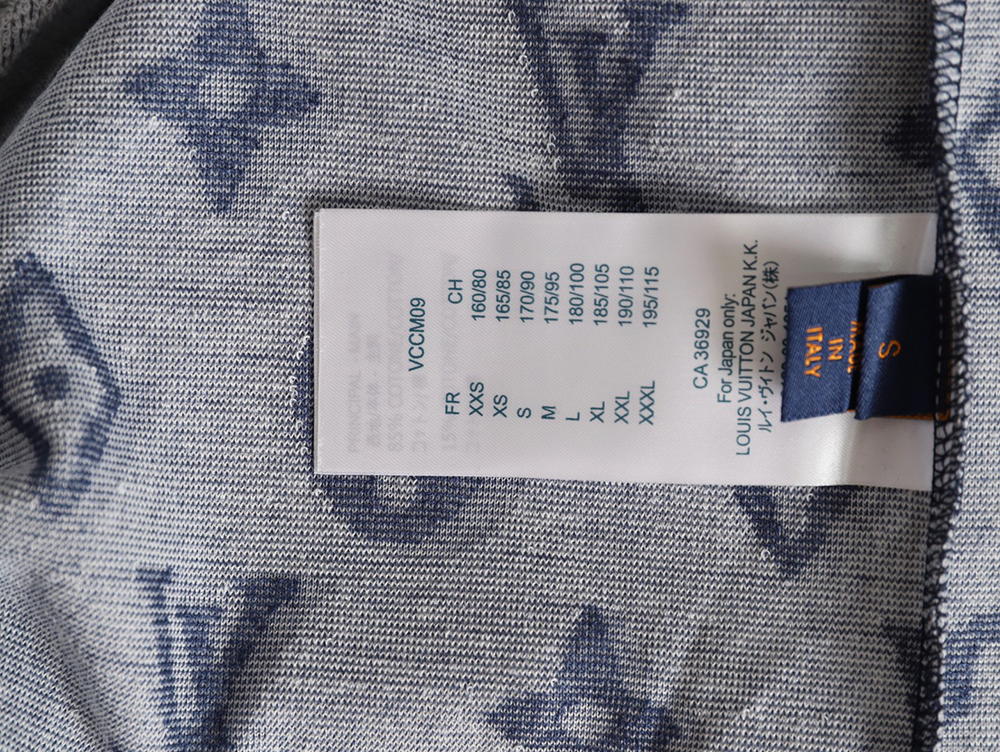 VCCM09
FR CH
XXS 160/80
XS 165/85
S 170/90
M 175/95
L 180/100
XL 185/105
XXL 190/110
XXXL 195/115
CA 36929
For Japan only:
LOUIS VUITTON JAPAN K.K.
ルイ・ヴィトン ジャパン(株)
MADE
IN
ITALY
S